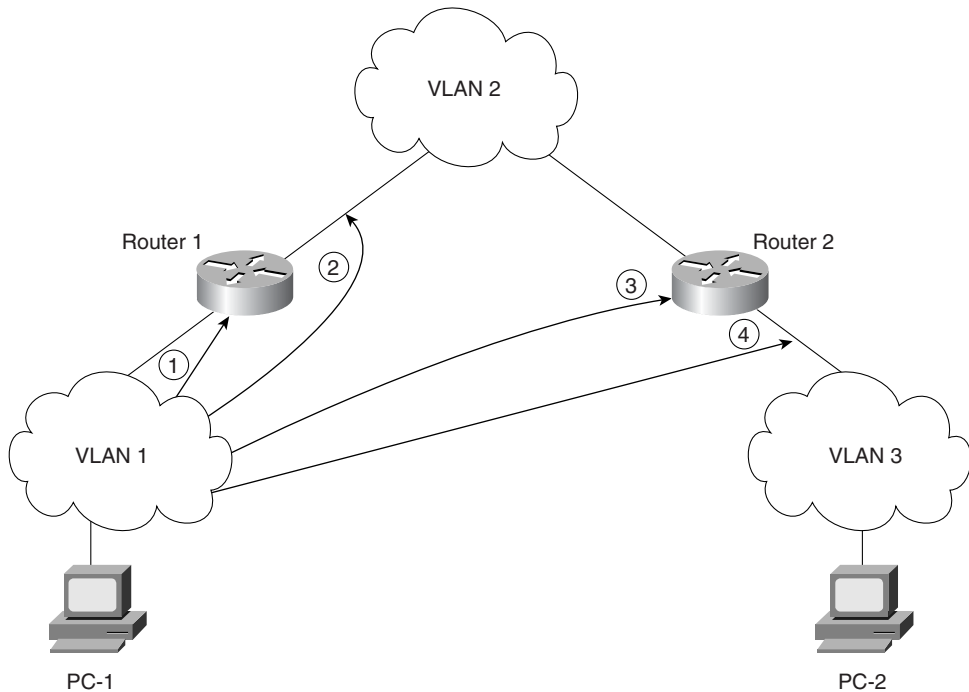 VLAN 2
Router 1
Router 2
2
3
1
4
VLAN 1
VLAN 3
PC-1
PC-2